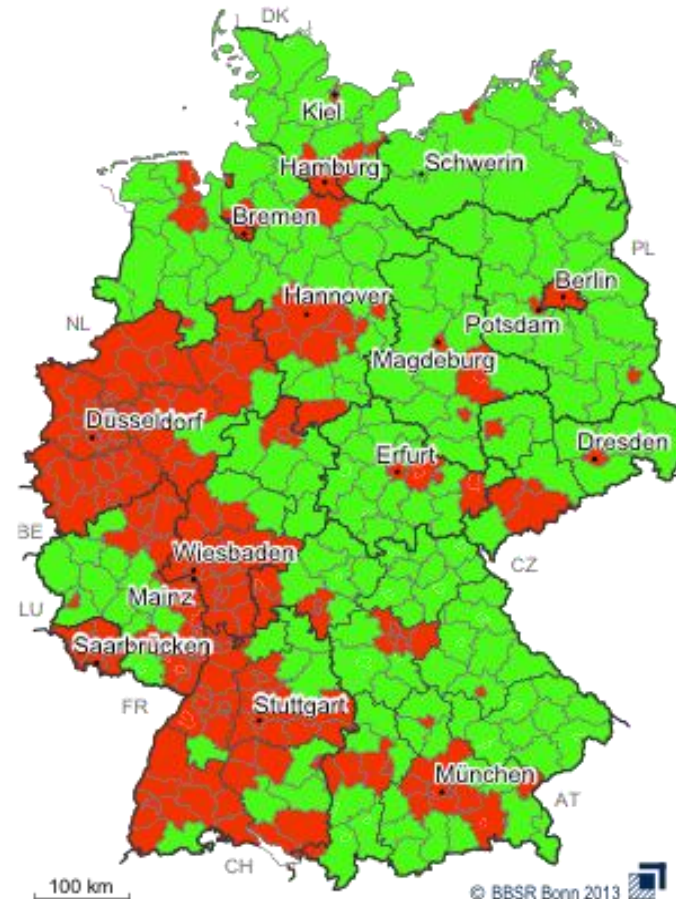 DK
Kiel
Hamburg
Schwerin
Bremen
PL
Berlin
Hannover
NL
Potsdam
Magdeburg
Düsseldorf
Erfurt
Dresden
BE
Wiesbaden
CZ
Mainz
LU
Saarbrücken
FR
Stuttgart
München
AT
CH
100 km
© BBSR Bonn 2013